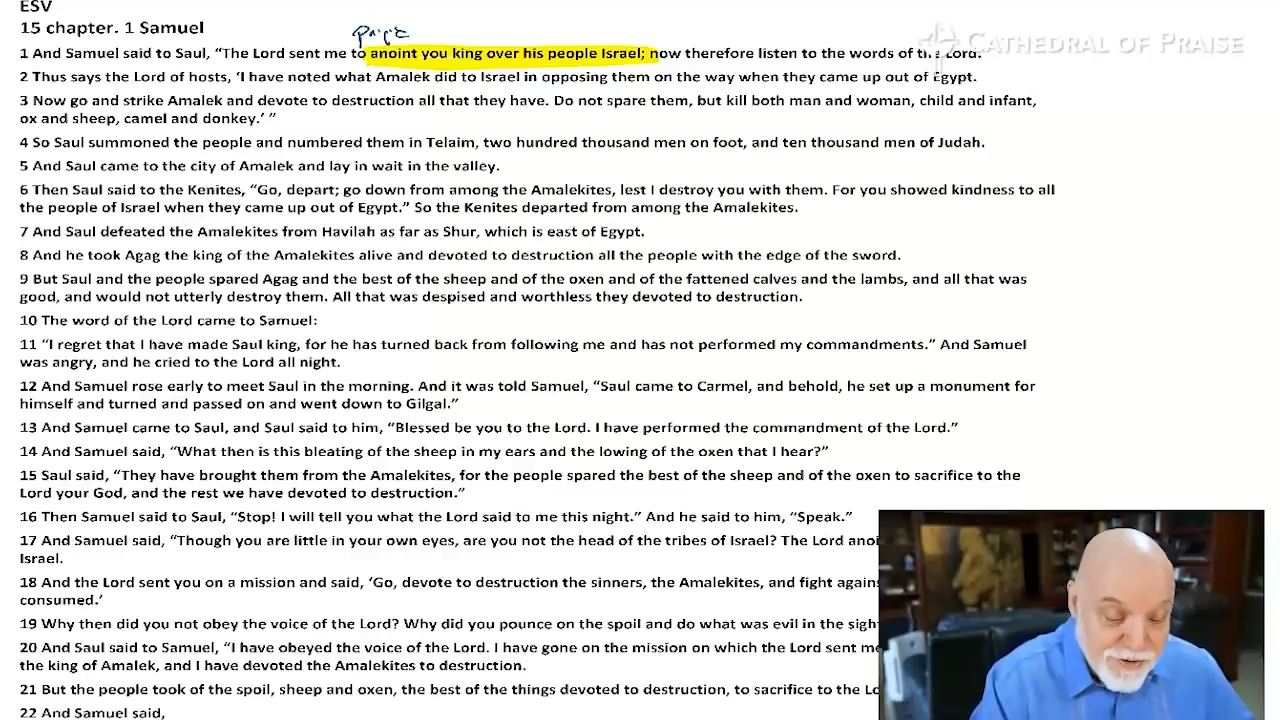 ESV
15 chapter. 1 Samuel
CATHEDRAL OF PRAISE
1 And Samuel said to Saul, “The Lord sent me to anoint you king over his people Israel; now therefore listen to the words of the Lord.
2 Thus says the Lord of hosts, ‘I have noted what Amalek did to Israel in opposing them on the way when they came up out of Egypt.
3 Now go and strike Amalek and devote to destruction all that they have. Do not spare them, but kill both man and woman, child and infant,
ox and sheep, camel and donkey.’ ”
4 So Saul summoned the people and numbered them in Telaim, two hundred thousand men on foot, and ten thousand men of Judah.
5 And Saul came to the city of Amalek and lay in wait in the valley.
6 Then Saul said to the Kenites, “Go, depart; go down from among the Amalekites, lest I destroy you with them. For you showed kindness to all
the people of Israel when they came up out of Egypt.” So the Kenites departed from among the Amalekites.
7 And Saul defeated the Amalekites from Havilah as far as Shur, which is east of Egypt.
8 And he took Agag the king of the Amalekites alive and devoted to destruction all the people with the edge of the sword.
9 But Saul and the people spared Agag and the best of the sheep and of the oxen and of the fattened calves and the lambs, and all that was
good, and would not utterly destroy them. All that was despised and worthless they devoted to destruction.
10 The word of the Lord came to Samuel:
11 “I regret that I have made Saul king, for he has turned back from following me and has not performed my commandments.” And Samuel
was angry, and he cried to the Lord all night.
12 And Samuel rose early to meet Saul in the morning. And it was told Samuel, “Saul came to Carmel, and behold, he set up a monument for
himself and turned and passed on and went down to Gilgal.”
13 And Samuel came to Saul, and Saul said to him, “Blessed be you to the Lord. I have performed the commandment of the Lord.”
14 And Samuel said, “What then is this bleating of the sheep in my ears and the lowing of the oxen that I hear?”
15 Saul said, “They have brought them from the Amalekites, for the people spared the best of the sheep and of the oxen to sacrifice to the
Lord your God, and the rest we have devoted to destruction.”
16 Then Samuel said to Saul, “Stop! I will tell you what the Lord said to me this night.” And he said to him, “Speak.”
17 And Samuel said, “Though you are little in your own eyes, are you not the head of the tribes of Israel? The Lord anoi
Israel.
18 And the Lord sent you on a mission and said, ‘Go, devote to destruction the sinners, the Amalekites, and fight agains
consumed.’
19 Why then did you not obey the voice of the Lord? Why did you pounce on the spoil and do what was evil in the sigh
20 And Saul said to Samuel, “I have obeyed the voice of the Lord. I have gone on the mission on which the Lord sent me
the king of Amalek, and I have devoted the Amalekites to destruction.
21 But the people took of the spoil, sheep and oxen, the best of the things devoted to destruction, to sacrifice to the Lo
22 And Samuel said,